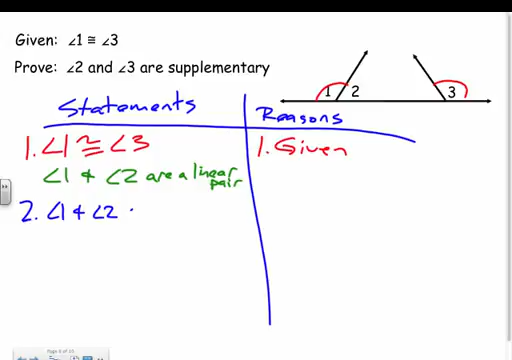 Given: ∠1 ≅ ∠3
Prove: ∠2 and ∠3 are supplementary
1 2 3
Statements Reasons
1. ∠1 ≅ ∠3 1. Given
∠1 & ∠2 are a linear pair
2. ∠1 & ∠2